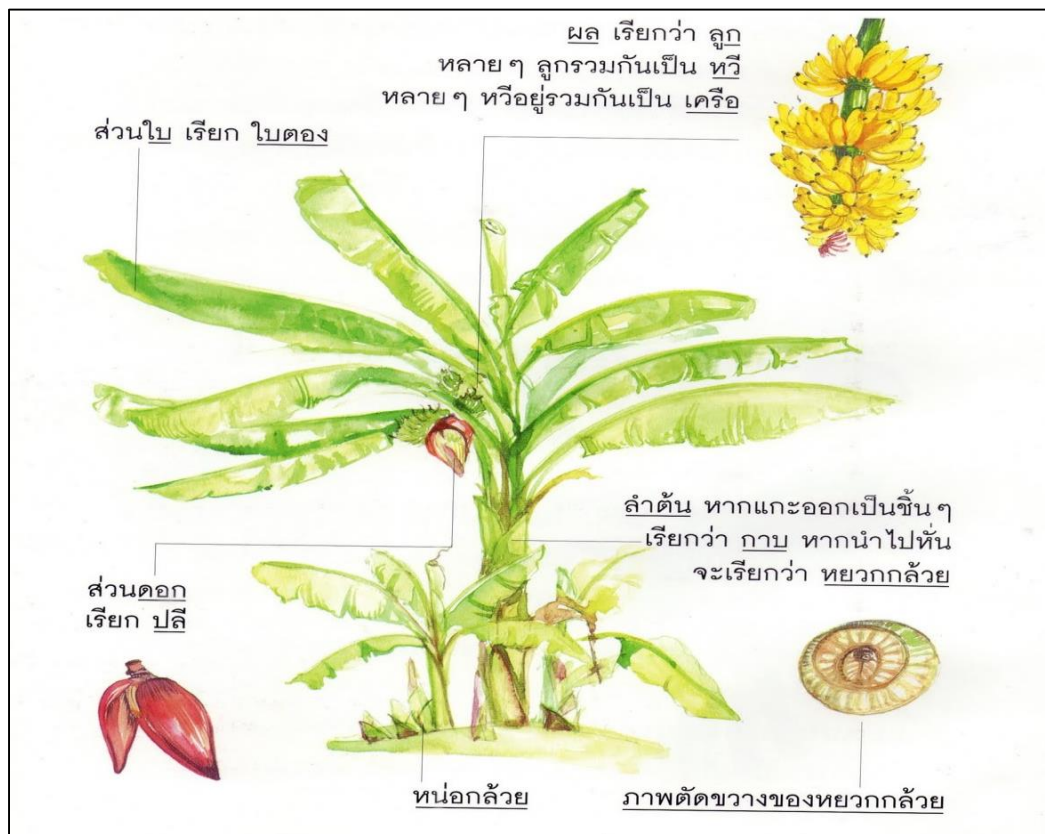 ผล เรียกว่า ลูก
หลายๆ ลูกรวมกันเป็น หวี
หลายๆ หวีอยู่รวมกันเป็น เครือ
ส่วนใบ เรียก ใบตอง
ลำต้น หากแกะออกเป็นชิ้นๆ
เรียกว่า กาบ หากนำไปหั่น
จะเรียกว่า หยวกกล้วย
ส่วนดอก
เรียก ปลี
หน่อกล้วย
ภาพตัดขวางของหยวกกล้วย